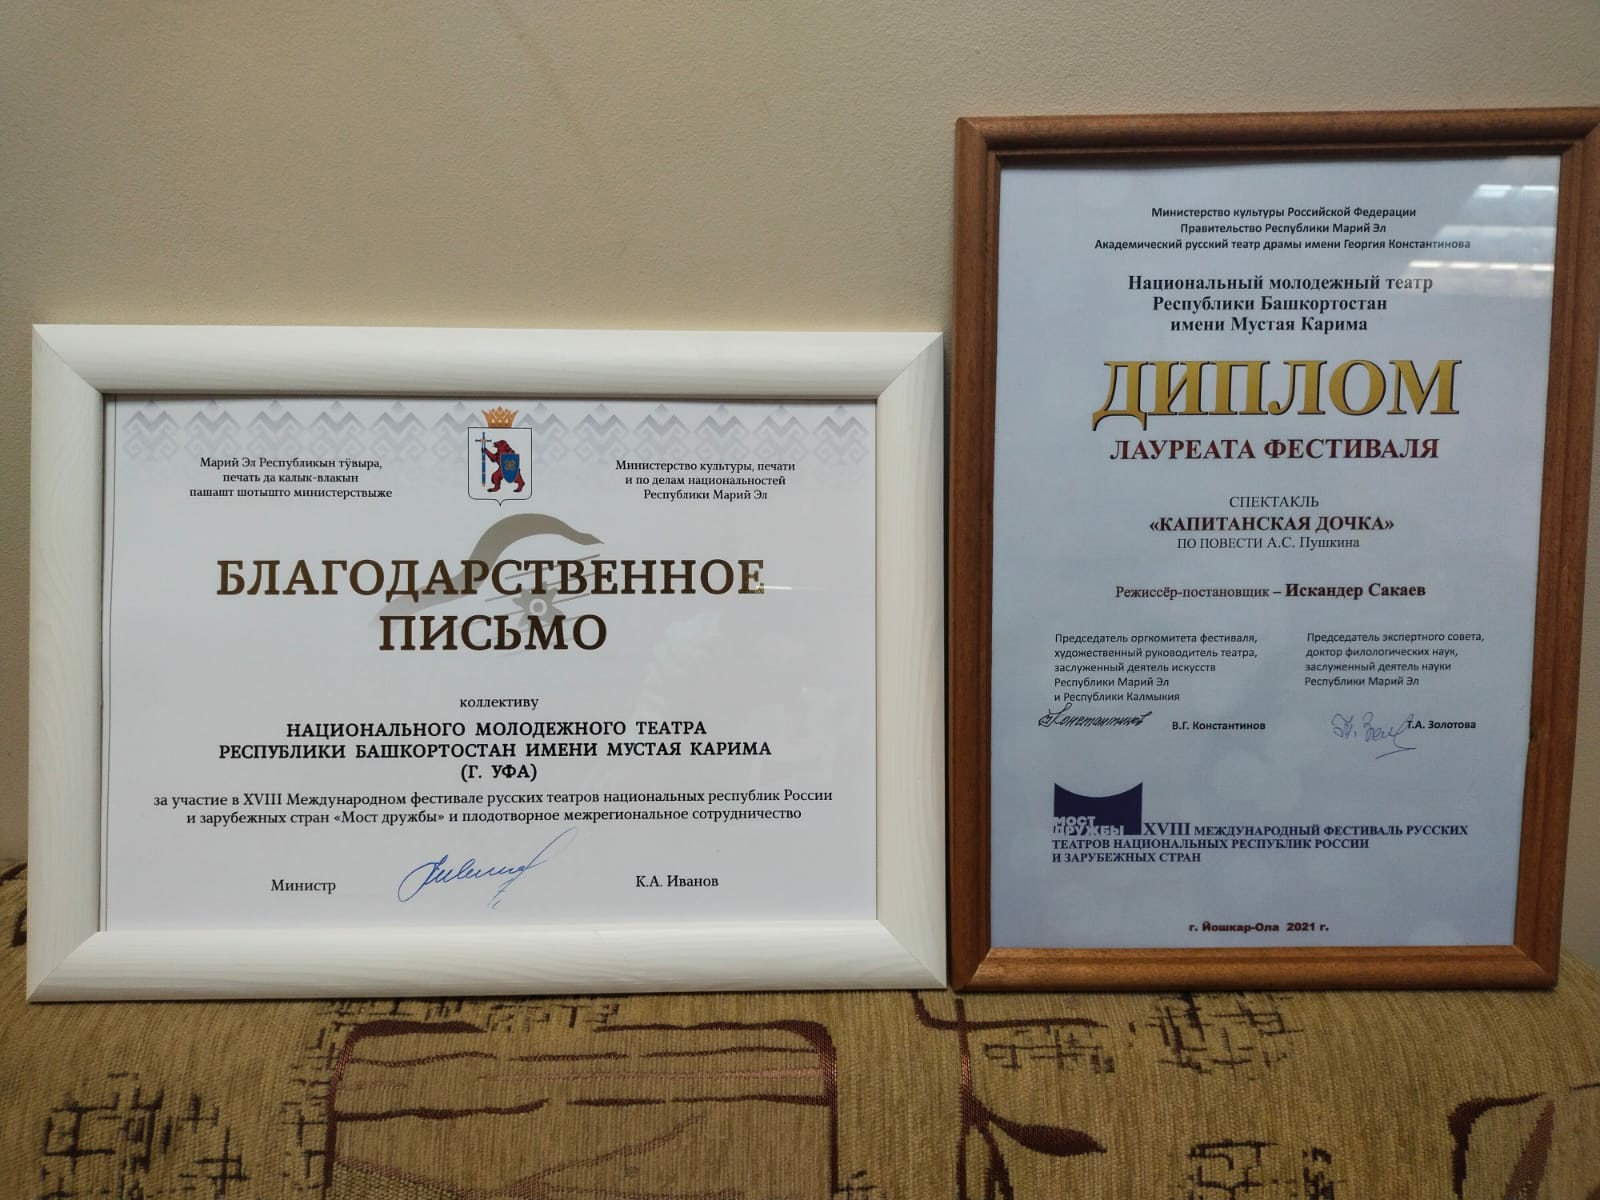 Марий Эл Республикын тӱвыра,
печать да калык-влакын
пашашт шотышто министерствыже
Министерство культуры, печати
и по делам национальностей
Республики Марий Эл
БЛАГОДАРСТВЕННОЕ
ПИСЬМО
коллективу
НАЦИОНАЛЬНОГО МОЛОДЕЖНОГО ТЕАТРА
РЕСПУБЛИКИ БАШКОРТОСТАН ИМЕНИ МУСТАЯ КАРИМА
(Г. УФА)
за участие в XVIII Международном фестивале русских театров национальных республик России
и зарубежных стран «Мост дружбы» и плодотворное межрегиональное сотрудничество
Министр
К.А. Иванов
Министерство культуры Российской Федерации
Правительство Республики Марий Эл
Академический русский театр драмы имени Георгия Константинова
Национальный молодежный театр
Республики Башкортостан
имени Мустая Карима
ДИПЛОМ
ЛАУРЕАТА ФЕСТИВАЛЯ
СПЕКТАКЛЬ
«КАПИТАНСКАЯ ДОЧКА»
ПО ПОВЕСТИ А.С. Пушкина
Режиссёр-постановщик – Искандер Сакаев
Председатель оргкомитета фестиваля,
художественный руководитель театра,
заслуженный деятель искусств
Республики Марий Эл
и Республики Калмыкия
В.Г. Константинов
Председатель экспертного совета,
доктор филологических наук,
заслуженный деятель науки
Республики Марий Эл
Т.А. Золотова
МОСТ
ДРУЖБЫ
XVIII МЕЖДУНАРОДНЫЙ ФЕСТИВАЛЬ РУССКИХ
ТЕАТРОВ НАЦИОНАЛЬНЫХ РЕСПУБЛИК РОССИИ
И ЗАРУБЕЖНЫХ СТРАН
г. Йошкар-Ола 2021 г.